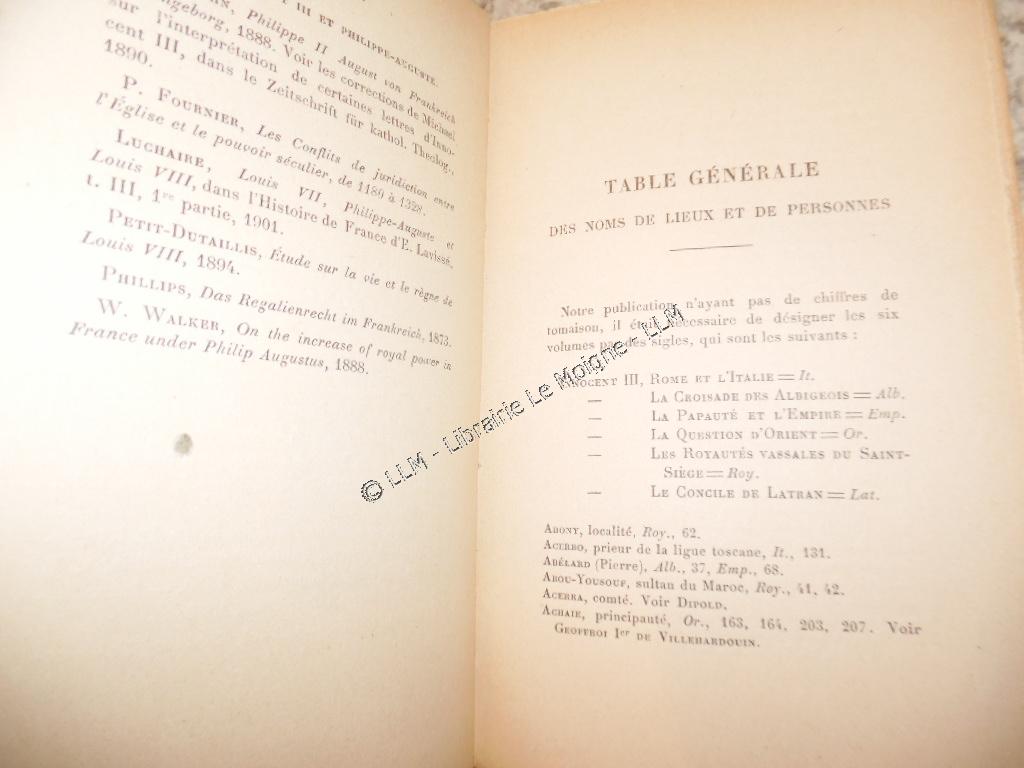 III ET PHILIPPE-AUGUSTE.
Philippe II August von Frankreich
1888. Voir les corrections de Michael
sur l'interprétation de certaines lettres d'Inno-
cent III, dans le Zeitschrift für kathol. Theolog.,
1890.
P. FOURNIER, Les Conflits de juridiction entre
l'Église et le pouvoir séculier, de 1180 à 1328.
LUCHAIRE, Louis VII, Philippe-Auguste et
Louis VIII, dans l'Histoire de France d'E. Lavisse,
t. III, 1re partie, 1901.
PETIT-DUTAILLIS, Étude sur la vie et le règne de
Louis VIII, 1894.
PHILLIPS, Das Regalienrecht im Frankreich, 1873.
W. WALKER, On the increase of royal power in
France under Philip Augustus, 1888.
TABLE GÉNÉRALE
DES NOMS DE LIEUX ET DE PERSONNES
Notre publication n'ayant pas de chiffres de
tomaison, il était nécessaire de désigner les six
volumes par des sigles, qui sont les suivants :
INNOCENT III, ROME ET L'ITALIE = It.
— LA CROISADE DES ALBIGEOIS = Alb.
— LA PAPAUTÉ ET L'EMPIRE = Emp.
— LA QUESTION D'ORIENT = Or.
— LES ROYAUTÉS VASSALES DU SAINT-
SIÈGE = Roy.
— LE CONCILE DE LATRAN = Lat.
ABONY, localité, Roy., 62.
ACERBO, prieur de la ligue toscane, It., 131.
ABÉLARD (Pierre), Alb., 37, Emp., 68.
ABOU-YOUSOUF, sultan du Maroc, Roy., 41, 42.
ACERRA, comté. Voir DIPOLD.
ACHAIE, principauté, Or., 163, 164, 203, 207. Voir
GEOFFROI Ier DE VILLEHARDOUIN.
© LLM - Librairie Le Moigne - LLM